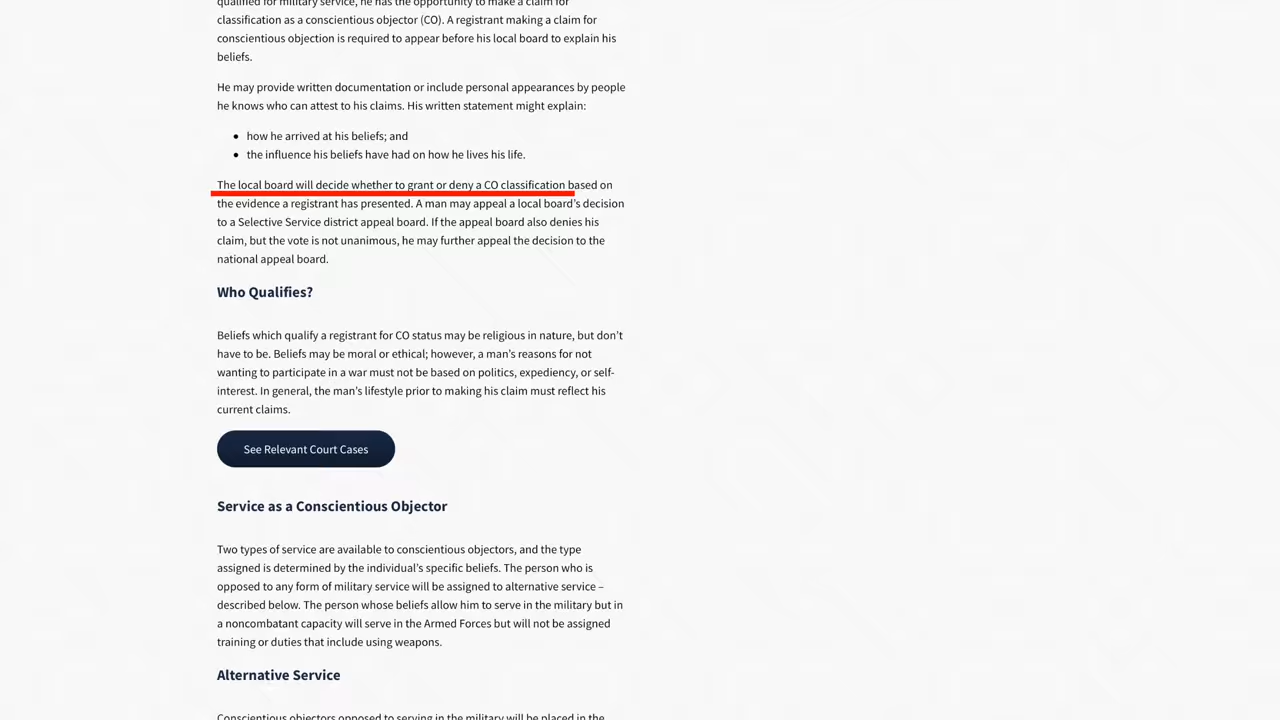 qualified for military service, he has the opportunity to make a claim for
classification as a conscientious objector (CO). A registrant making a claim for
conscientious objection is required to appear before his local board to explain his
beliefs.
He may provide written documentation or include personal appearances by people
he knows who can attest to his claims. His written statement might explain:
• how he arrived at his beliefs; and
• the influence his beliefs have had on how he lives his life.
The local board will decide whether to grant or deny a CO classification based on
the evidence a registrant has presented. A man may appeal a local board’s decision
to a Selective Service district appeal board. If the appeal board also denies his
claim, but the vote is not unanimous, he may further appeal the decision to the
national appeal board.
Who Qualifies?
Beliefs which qualify a registrant for CO status may be religious in nature, but don’t
have to be. Beliefs may be moral or ethical; however, a man’s reasons for not
wanting to participate in a war must not be based on politics, expediency, or self-
interest. In general, the man’s lifestyle prior to making his claim must reflect his
current claims.
See Relevant Court Cases
Service as a Conscientious Objector
Two types of service are available to conscientious objectors, and the type
assigned is determined by the individual’s specific beliefs. The person who is
opposed to any form of military service will be assigned to alternative service –
described below. The person whose beliefs allow him to serve in the military but in
a noncombatant capacity will serve in the Armed Forces but will not be assigned
training or duties that include using weapons.
Alternative Service
Conscientious objectors opposed to serving in the military will be placed in the